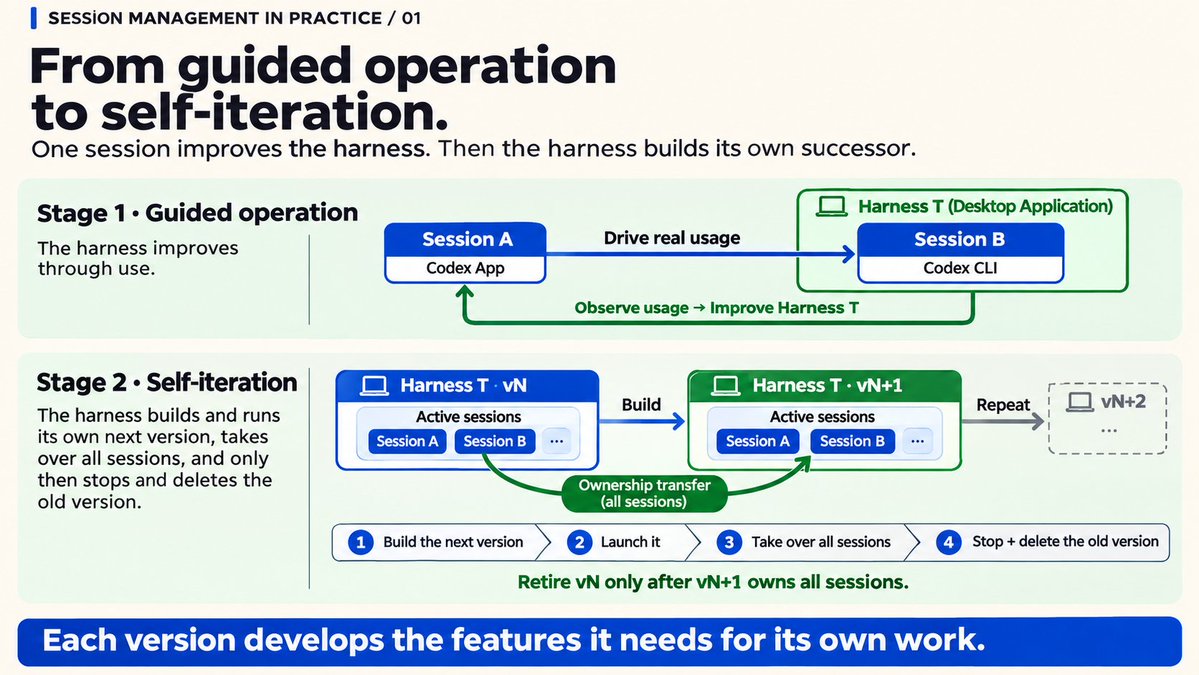 SESSION MANAGEMENT IN PRACTICE / 01
From guided operation
to self-iteration.
One session improves the harness. Then the harness builds its own successor.
Stage 1 · Guided operation
The harness improves
through use.
Session A
Codex App
Drive real usage
Harness T (Desktop Application)
Session B
Codex CLI
Observe usage → Improve Harness T
Stage 2 · Self-iteration
The harness builds and runs
its own next version, takes
over all sessions, and only
then stops and deletes the
old version.
Harness T · vN
Active sessions
Session A
Session B
...
Build
Harness T · vN+1
Active sessions
Session A
Session B
...
Repeat
vN+2
...
Ownership transfer
(all sessions)
1 Build the next version
2 Launch it
3 Take over all sessions
4 Stop + delete the old version
Retire vN only after vN+1 owns all sessions.
Each version develops the features it needs for its own work.